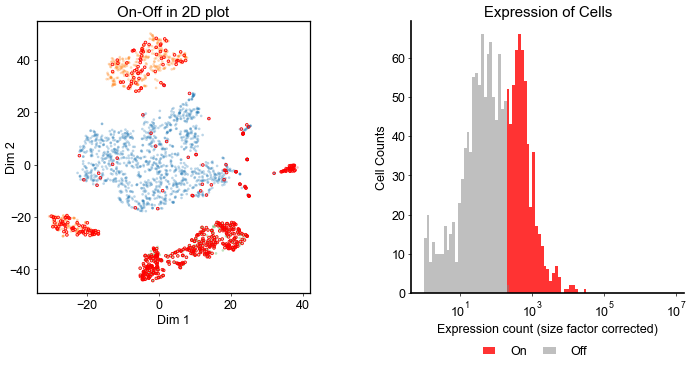 On-Off in 2D plot
Dim 2
40
20
0
−20
−40
−20
0
20
40
Dim 1
Expression of Cells
Cell Counts
60
50
40
30
20
10
0
10^1
10^3
10^5
10^7
Expression count (size factor corrected)
On
Off